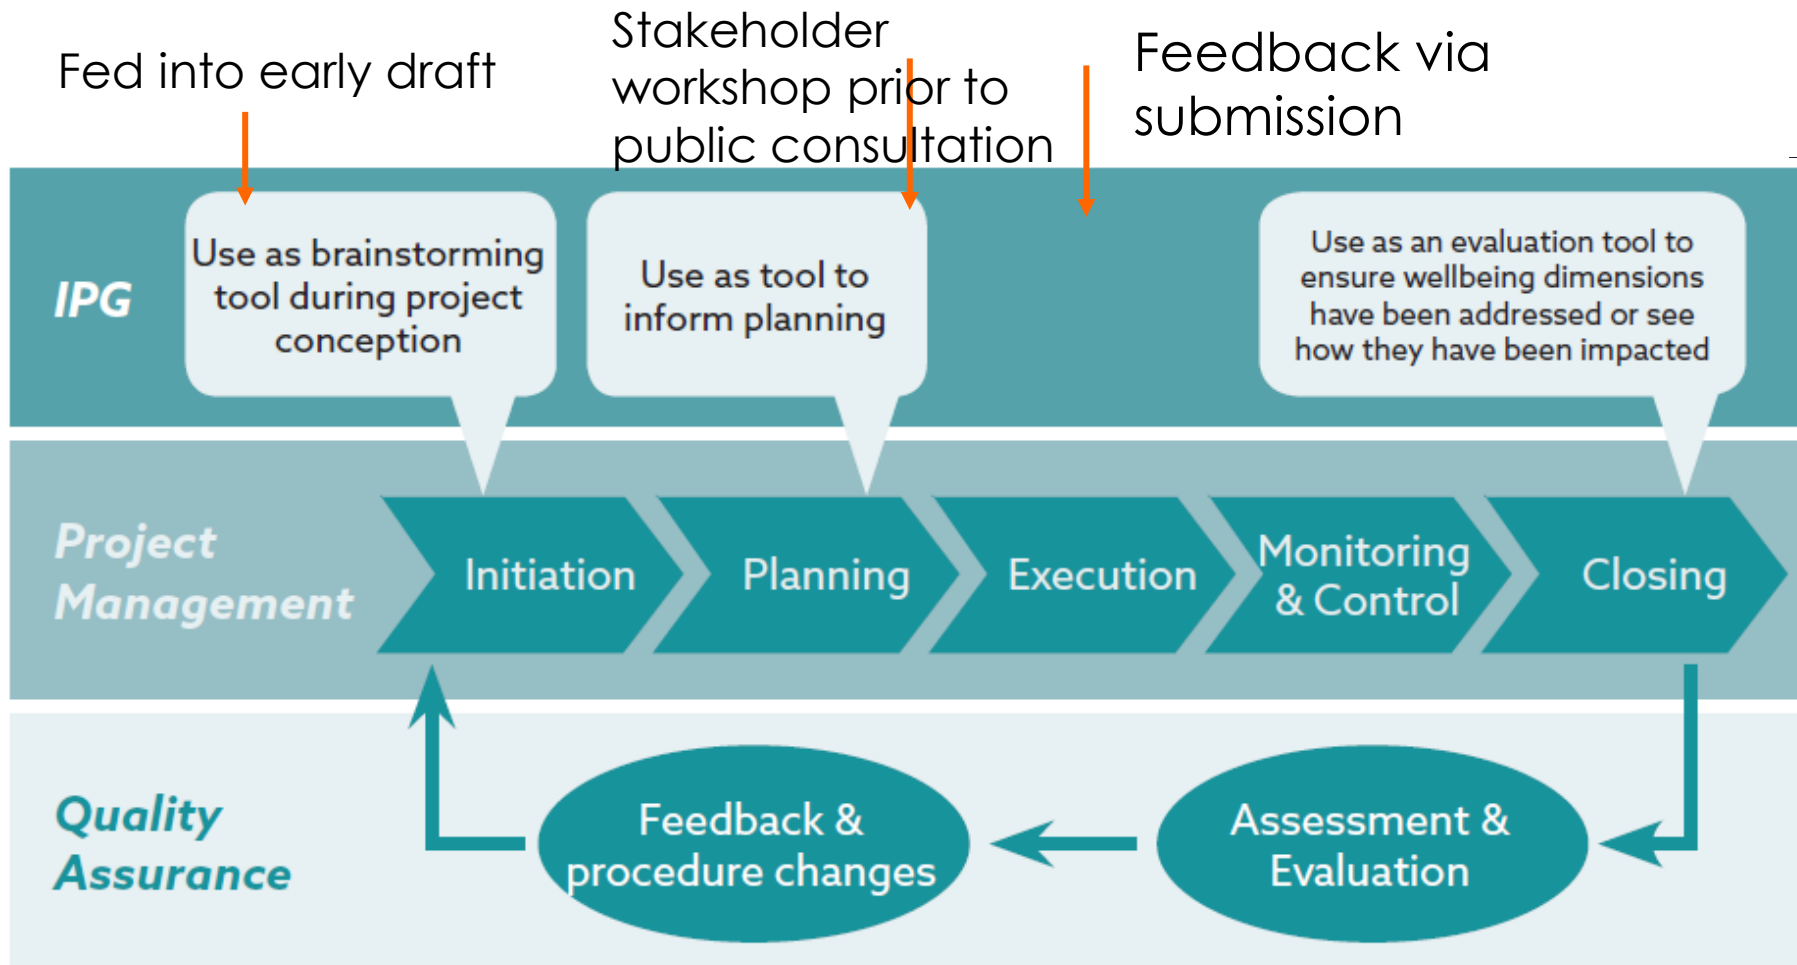 Fed into early draft
Stakeholder
workshop prior to
public consultation
Feedback via
submission
IPG
Use as brainstorming
tool during project
conception
Use as tool to
inform planning
Use as an evaluation tool to
ensure wellbeing dimensions
have been addressed or see
how they have been impacted
Project
Management
Initiation
Planning
Execution
Monitoring
& Control
Closing
Quality
Assurance
Feedback &
procedure changes
Assessment &
Evaluation